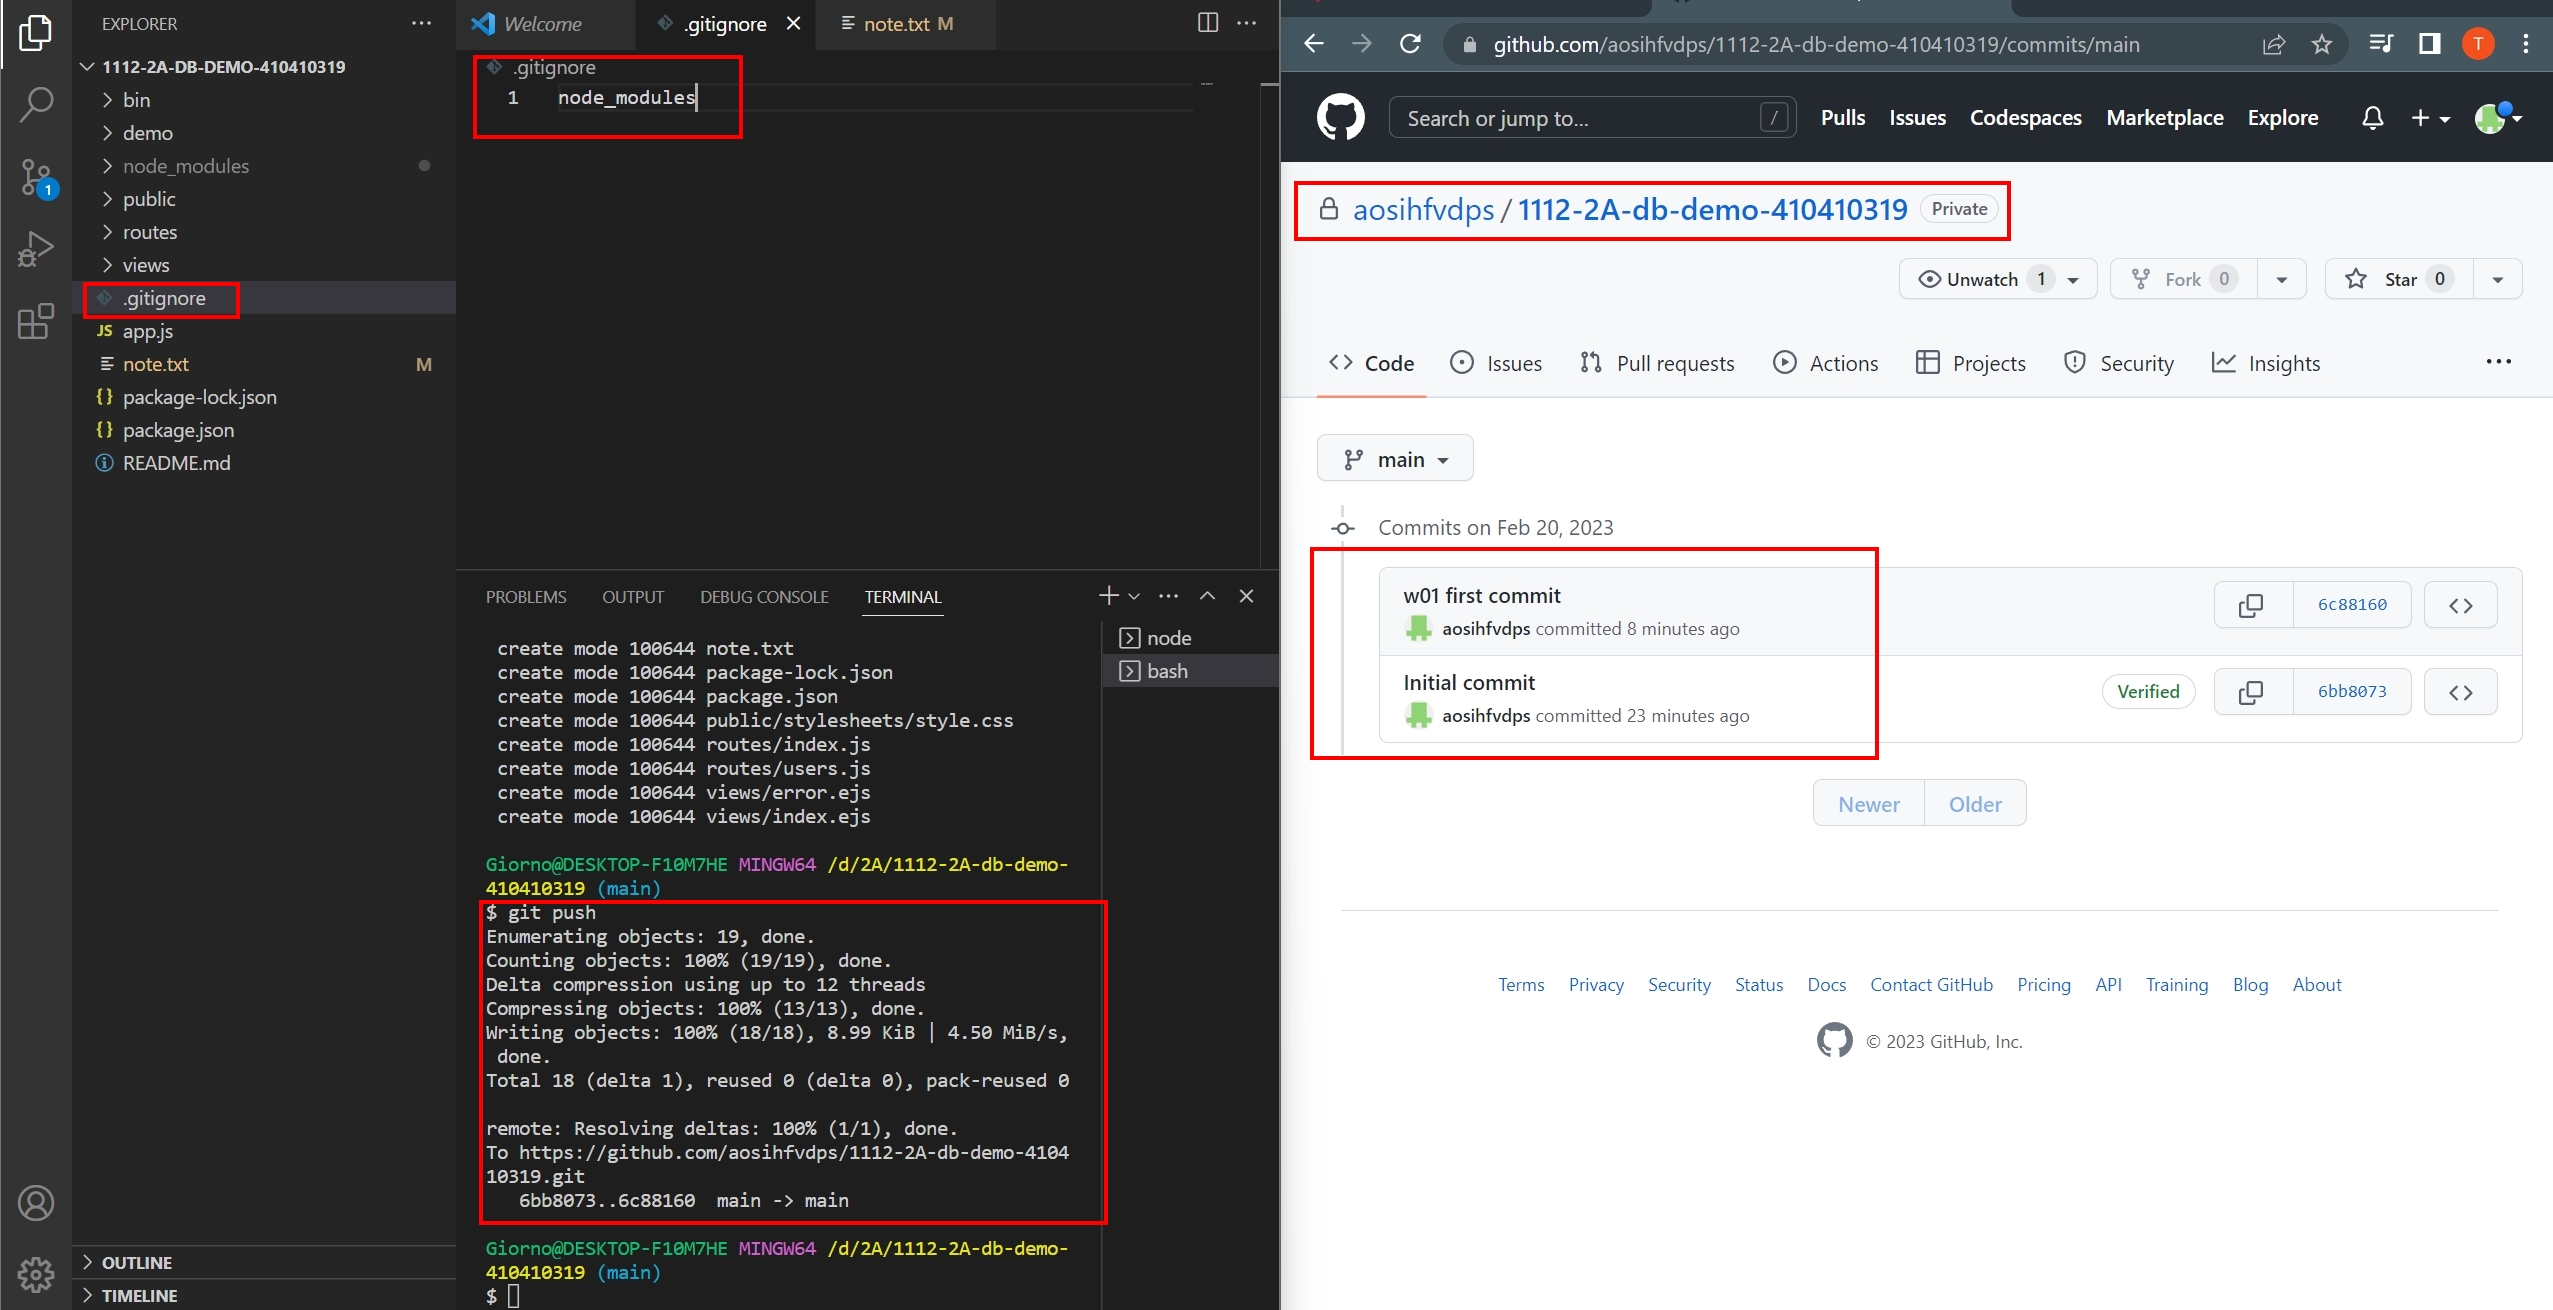 EXPLORER
1112-2A-DB-DEMO-410410319
bin
demo
node_modules
public
routes
views
.gitignore
JS app.js
note.txt M
{} package-lock.json
{} package.json
README.md
1
OUTLINE
TIMELINE
Welcome
.gitignore
note.txt M
.gitignore
1 node_modules
PROBLEMS OUTPUT DEBUG CONSOLE TERMINAL
node
bash
create mode 100644 note.txt
create mode 100644 package-lock.json
create mode 100644 package.json
create mode 100644 public/stylesheets/style.css
create mode 100644 routes/index.js
create mode 100644 routes/users.js
create mode 100644 views/error.ejs
create mode 100644 views/index.ejs
Giorno@DESKTOP-F10M7HE MINGW64 /d/2A/1112-2A-db-demo-
410410319 (main)
$ git push
Enumerating objects: 19, done.
Counting objects: 100% (19/19), done.
Delta compression using up to 12 threads
Compressing objects: 100% (13/13), done.
Writing objects: 100% (18/18), 8.99 KiB | 4.50 MiB/s,
done.
Total 18 (delta 1), reused 0 (delta 0), pack-reused 0
remote: Resolving deltas: 100% (1/1), done.
To https://github.com/aosihfvdps/1112-2A-db-demo-4104
10319.git
6bb8073..6c88160 main -> main
Giorno@DESKTOP-F10M7HE MINGW64 /d/2A/1112-2A-db-demo-
410410319 (main)
$
github.com/aosihfvdps/1112-2A-db-demo-410410319/commits/main
T
Search or jump to... /
Pulls Issues Codespaces Marketplace Explore
aosihfvdps / 1112-2A-db-demo-410410319 Private
Unwatch 1
Fork 0
Star 0
Code Issues Pull requests Actions Projects Security Insights
main
Commits on Feb 20, 2023
w01 first commit
aosihfvdps committed 8 minutes ago
6c88160
Initial commit
aosihfvdps committed 23 minutes ago
Verified
6bb8073
Newer Older
Terms Privacy Security Status Docs Contact GitHub Pricing API Training Blog About
© 2023 GitHub, Inc.